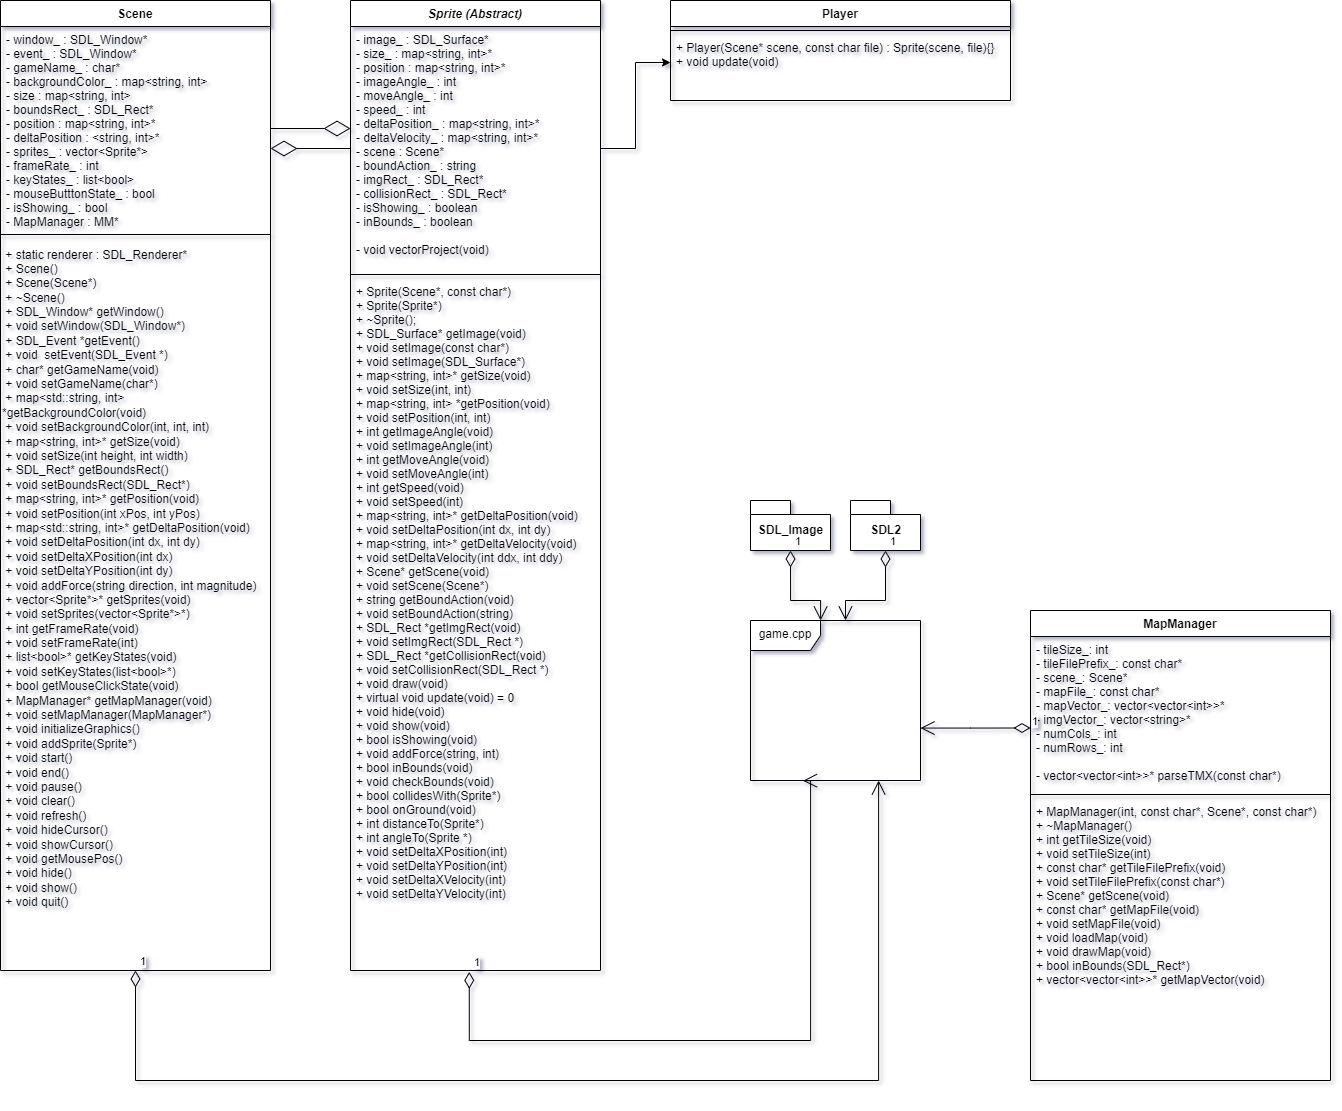 Scene
- window_ : SDL_Window*
- event_ : SDL_Window*
- gameName_ : char*
- backgroundColor_ : map<string, int>
- size : map<string, int>
- boundsRect_ : SDL_Rect*
- position : map<string, int>*
- deltaPosition : <string, int>*
- sprites_ : vector<Sprite*>
- frameRate_ : int
- keyStates_ : list<bool>
- mouseButttonState_ : bool
- isShowing_ : bool
- MapManager : MM*
+ static renderer : SDL_Renderer*
+ Scene()
+ Scene(Scene*)
+ ~Scene()
+ SDL_Window* getWindow()
+ void setWindow(SDL_Window*)
+ SDL_Event *getEvent()
+ void  setEvent(SDL_Event *)
+ char* getGameName(void)
+ void setGameName(char*)
+ map<std::string, int>
*getBackgroundColor(void)
+ void setBackgroundColor(int, int, int)
+ map<string, int>* getSize(void)
+ void setSize(int height, int width)
+ SDL_Rect* getBoundsRect()
+ void setBoundsRect(SDL_Rect*)
+ map<string, int>* getPosition(void)
+ void setPosition(int xPos, int yPos)
+ map<std::string, int>* getDeltaPosition(void)
+ void setDeltaPosition(int dx, int dy)
+ void setDeltaXPosition(int dx)
+ void setDeltaYPosition(int dy)
+ void addForce(string direction, int magnitude)
+ vector<Sprite*>* getSprites(void)
+ void setSprites(vector<Sprite*>*)
+ int getFrameRate(void)
+ void setFrameRate(int)
+ list<bool>* getKeyStates(void)
+ void setKeyStates(list<bool>*)
+ bool getMouseClickState(void)
+ MapManager* getMapManager(void)
+ void setMapManager(MapManager*)
+ void initializeGraphics()
+ void addSprite(Sprite*)
+ void start()
+ void end()
+ void pause()
+ void clear()
+ void refresh()
+ void hideCursor()
+ void showCursor()
+ void getMousePos()
+ void hide()
+ void show()
+ void quit()
1
Sprite (Abstract)
- image_ : SDL_Surface*
- size_ : map<string, int>*
- position : map<string, int>*
- imageAngle_ : int
- moveAngle_ : int
- speed_ : int
- deltaPosition_ : map<string, int>*
- deltaVelocity_ : map<string, int>*
- scene : Scene*
- boundAction_ : string
- imgRect_ : SDL_Rect*
- collisionRect_ : SDL_Rect*
- isShowing_ : boolean
- inBounds_ : boolean
- void vectorProject(void)
+ Sprite(Scene*, const char*)
+ Sprite(Sprite*)
+ ~Sprite();
+ SDL_Surface* getImage(void)
+ void setImage(const char*)
+ void setImage(SDL_Surface*)
+ map<string, int>* getSize(void)
+ void setSize(int, int)
+ map<string, int> *getPosition(void)
+ void setPosition(int, int)
+ int getImageAngle(void)
+ void setImageAngle(int)
+ int getMoveAngle(void)
+ void setMoveAngle(int)
+ int getSpeed(void)
+ void setSpeed(int)
+ map<string, int>* getDeltaPosition(void)
+ void setDeltaPosition(int dx, int dy)
+ map<string, int>* getDeltaVelocity(void)
+ void setDeltaVelocity(int ddx, int ddy)
+ Scene* getScene(void)
+ void setScene(Scene*)
+ string getBoundAction(void)
+ void setBoundAction(string)
+ SDL_Rect *getImgRect(void)
+ void setImgRect(SDL_Rect *)
+ SDL_Rect *getCollisionRect(void)
+ void setCollisionRect(SDL_Rect *)
+ void draw(void)
+ virtual void update(void) = 0
+ void hide(void)
+ void show(void)
+ bool isShowing(void)
+ void addForce(string, int)
+ bool inBounds(void)
+ void checkBounds(void)
+ bool collidesWith(Sprite*)
+ bool onGround(void)
+ int distanceTo(Sprite*)
+ int angleTo(Sprite *)
+ void setDeltaXPosition(int)
+ void setDeltaYPosition(int)
+ void setDeltaXVelocity(int)
+ void setDeltaYVelocity(int)
1
Player
+ Player(Scene* scene, const char file) : Sprite(scene, file){}
+ void update(void)
SDL_Image
1
SDL2
1
game.cpp
MapManager
- tileSize_: int
- tileFilePrefix_: const char*
- scene_: Scene*
- mapFile_: const char*
- mapVector_: vector<vector<int>>*
1
- imgVector_: vector<string>*
- numCols_: int
- numRows_: int
- vector<vector<int>>* parseTMX(const char*)
+ MapManager(int, const char*, Scene*, const char*)
+ ~MapManager()
+ int getTileSize(void)
+ void setTileSize(int)
+ const char* getTileFilePrefix(void)
+ void setTileFilePrefix(const char*)
+ Scene* getScene(void)
+ const char* getMapFile(void)
+ void setMapFile(void)
+ void loadMap(void)
+ void drawMap(void)
+ bool inBounds(SDL_Rect*)
+ vector<vector<int>>* getMapVector(void)